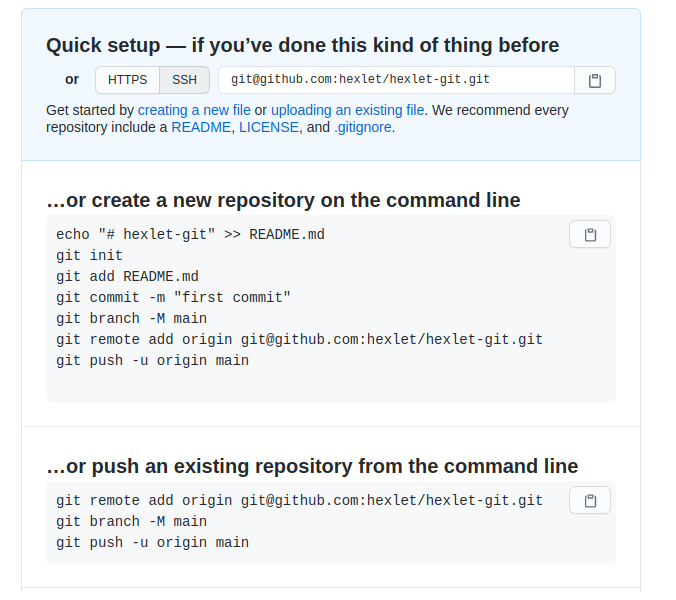 Quick setup — if you’ve done this kind of thing before
or HTTPS SSH git@github.com:hexlet/hexlet-git.git
Get started by creating a new file or uploading an existing file. We recommend every
repository include a README, LICENSE, and .gitignore.
…or create a new repository on the command line
echo "# hexlet-git" >> README.md
git init
git add README.md
git commit -m "first commit"
git branch -M main
git remote add origin git@github.com:hexlet/hexlet-git.git
git push -u origin main
…or push an existing repository from the command line
git remote add origin git@github.com:hexlet/hexlet-git.git
git branch -M main
git push -u origin main